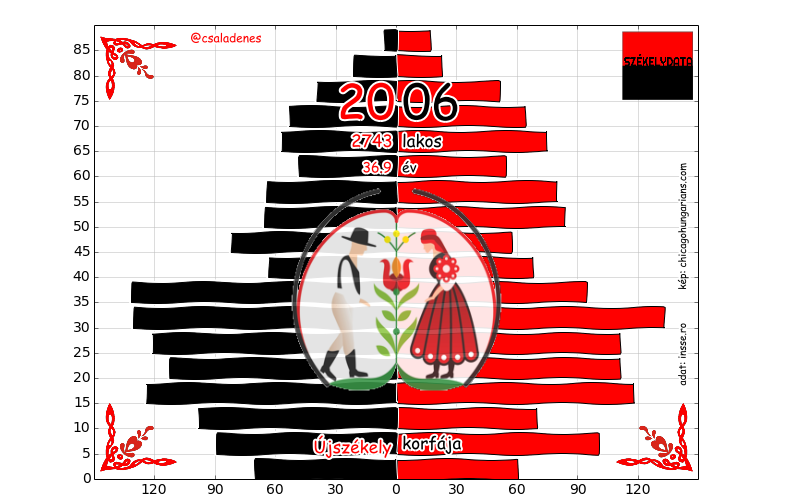 @csaladenes
SZÉKELYDATA
2006
2743 lakos
36.9 év
kép: chicagohungarians.com
adat: insse.ro
Újszékely korfája
85
80
75
70
65
60
55
50
45
40
35
30
25
20
15
10
5
0
120 90 60 30 0 30 60 90 120